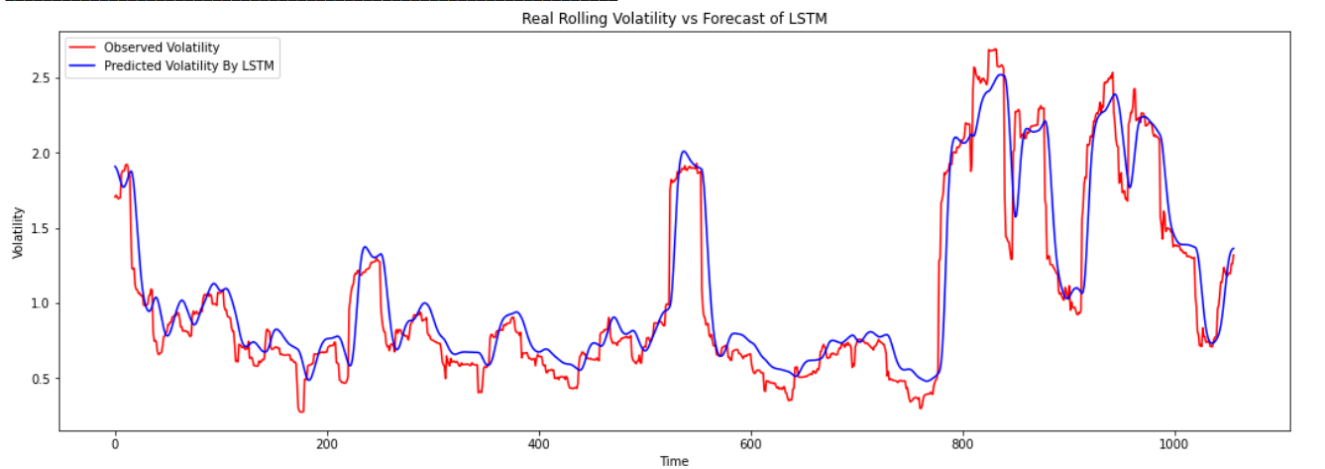 Real Rolling Volatility vs Forecast of LSTM
Observed Volatility
Predicted Volatility By LSTM
Volatility
2.5
2.0
1.5
1.0
0.5
0
200
400
600
800
1000
Time